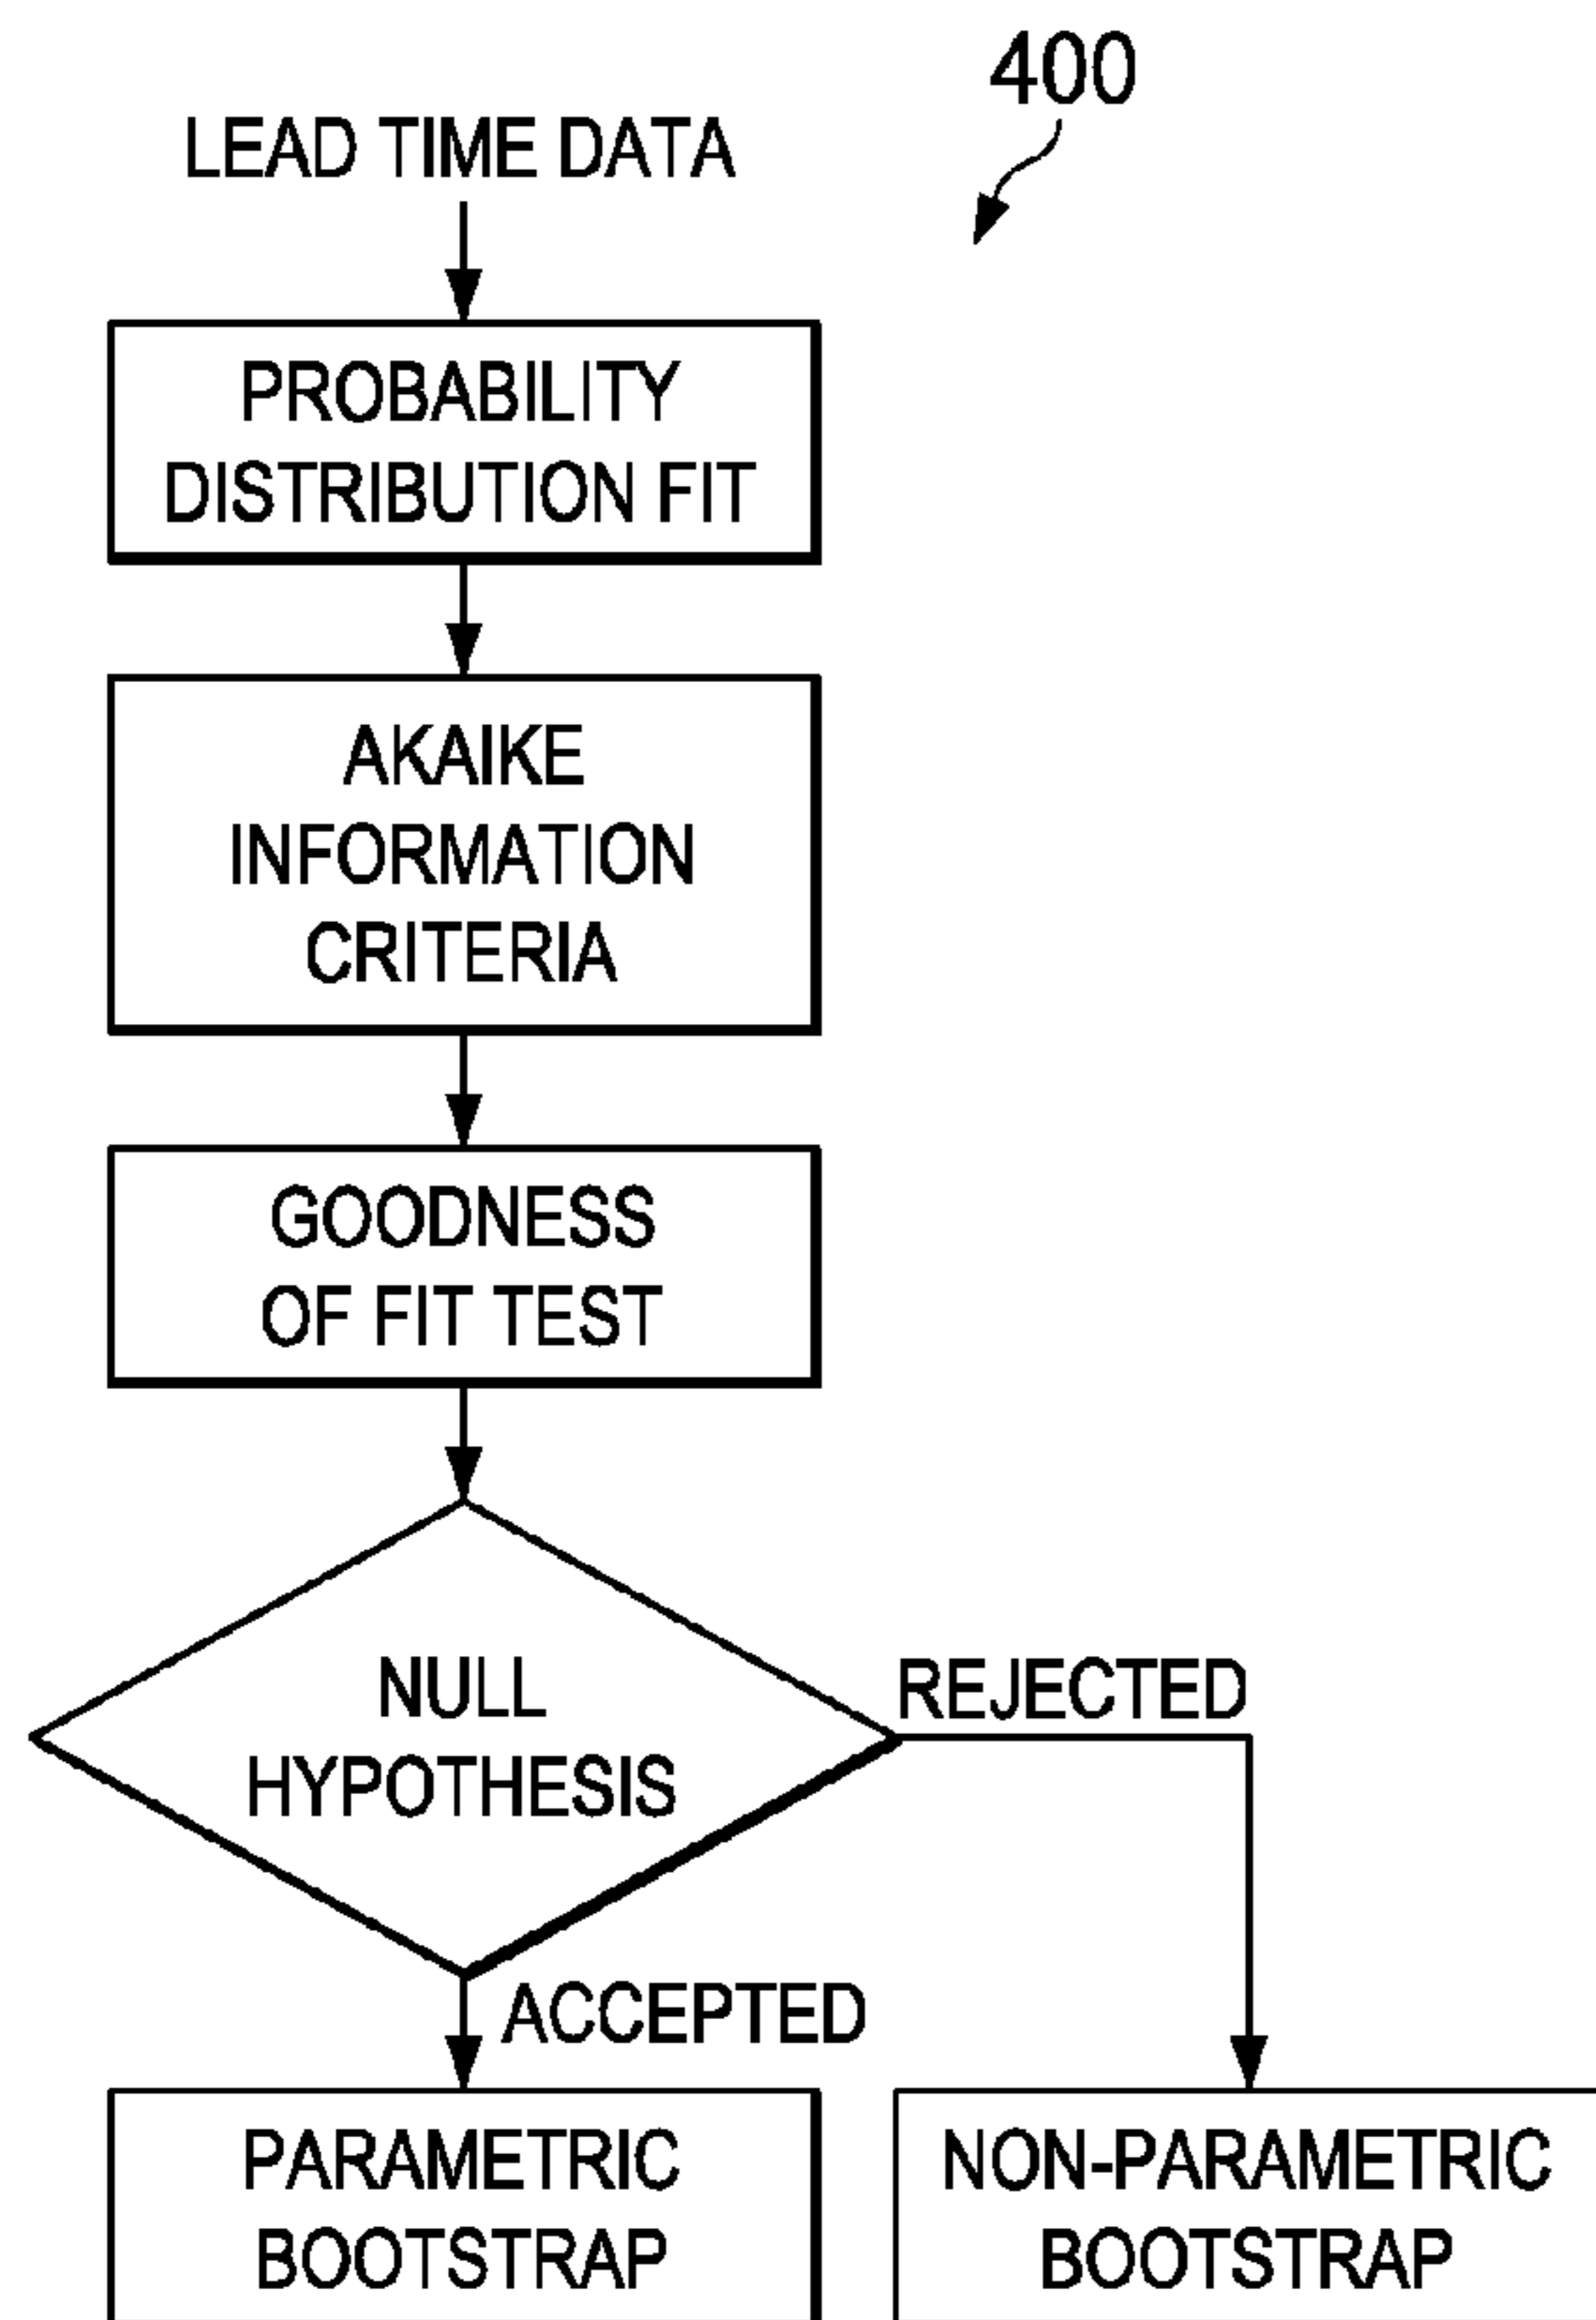 400
LEAD TIME DATA
PROBABILITY
DISTRIBUTION FIT
AKAIKE
INFORMATION
CRITERIA
GOODNESS
OF FIT TEST
NULL
HYPOTHESIS
REJECTED
ACCEPTED
PARAMETRIC
BOOTSTRAP
NON-PARAMETRIC
BOOTSTRAP